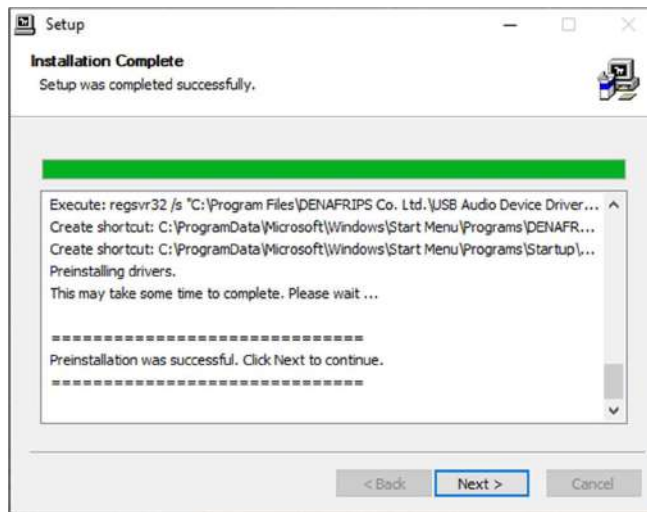 Setup
Installation Complete
Setup was completed successfully.
Execute: regsvr32 /s "C:\Program Files\DENAFRIPS Co. Ltd.\USB Audio Device Driver...
Create shortcut: C:\ProgramData\Microsoft\Windows\Start Menu\Programs\DENAFR...
Create shortcut: C:\ProgramData\Microsoft\Windows\Start Menu\Programs\Startup\,...
Preinstalling drivers.
This may take some time to complete. Please wait ...
==============================
Preinstallation was successful. Click Next to continue.
==============================
< Back
Next >
Cancel